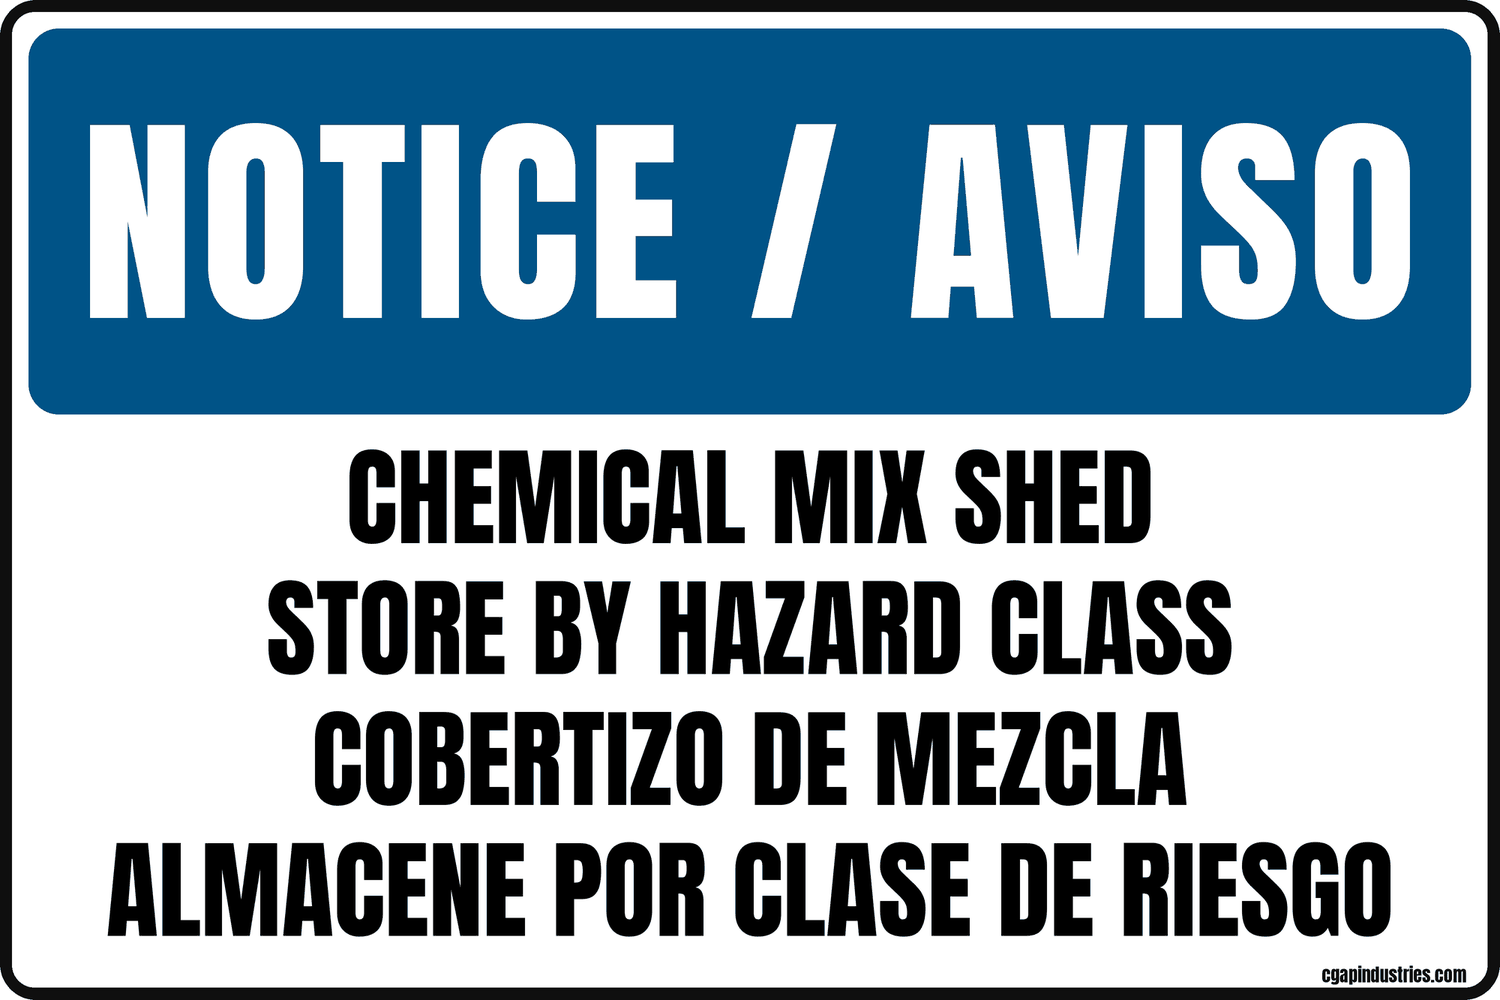 NOTICE / AVISO
CHEMICAL MIX SHED
STORE BY HAZARD CLASS
COBERTIZO DE MEZCLA
ALMACENE POR CLASE DE RIESGO
cgapindustries.com